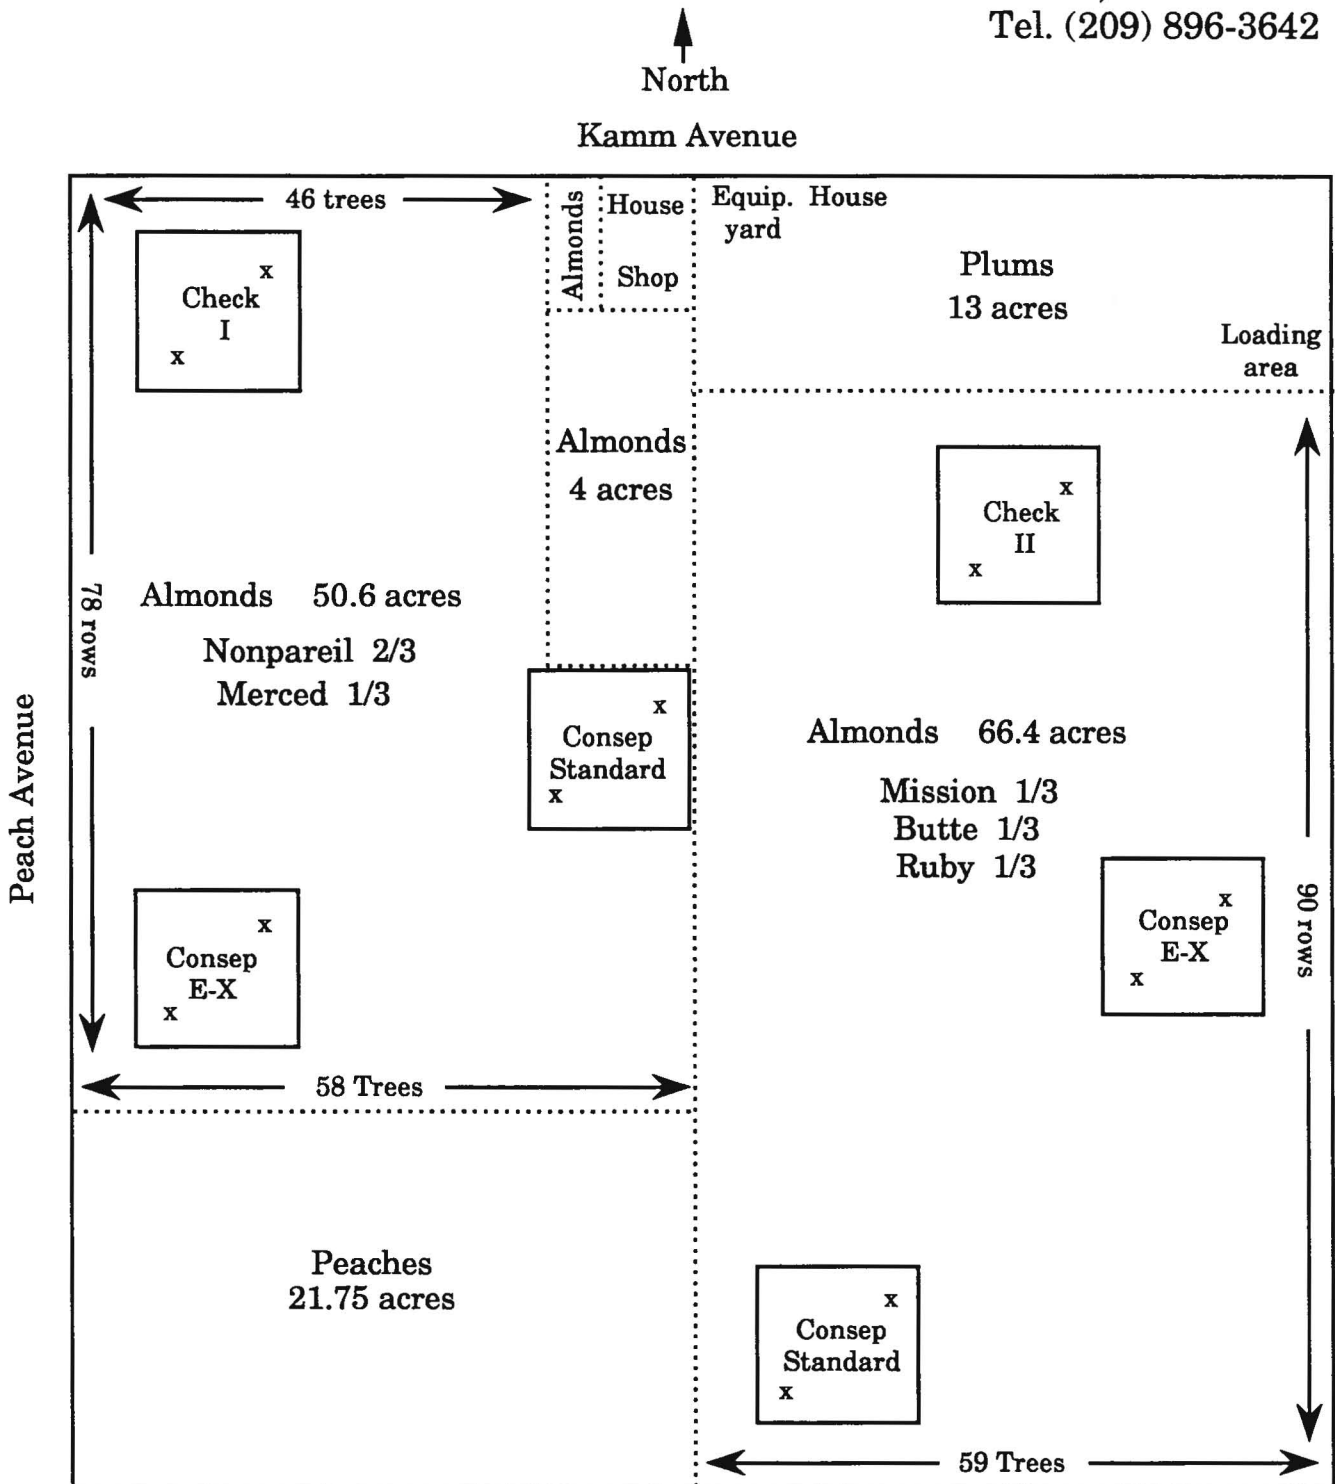 Tel. (209) 896-3642
North
Kamm Avenue
46 trees
Almonds
House
Shop
Equip. House
yard
Plums
13 acres
Loading
area
Check
I
x
x
Almonds
4 acres
Check
II
x
x
78 rows
Almonds 50.6 acres
Nonpareil 2/3
Merced 1/3
Peach Avenue
Consep
Standard
x
x
Almonds 66.4 acres
Mission 1/3
Butte 1/3
Ruby 1/3
Consep
E-X
x
x
Consep
E-X
x
x
90 rows
58 Trees
Peaches
21.75 acres
Consep
Standard
x
x
59 Trees